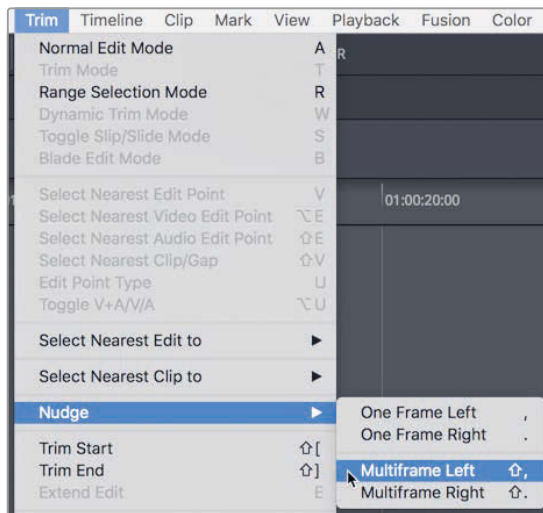 Trim Timeline Clip Mark View Playback Fusion Color
Normal Edit Mode A
R
Trim Mode T
Range Selection Mode R
Dynamic Trim Mode W
Toggle Slip/Slide Mode S
Blade Edit Mode B
Select Nearest Edit Point V
01:00:20:00
Select Nearest Video Edit Point ⌥E
Select Nearest Audio Edit Point ⇧E
Select Nearest Clip/Gap ⇧V
Edit Point Type U
Toggle V+A/V/A ⌥U
Select Nearest Edit to ▶
Select Nearest Clip to ▶
Nudge ▶
One Frame Left ,
One Frame Right .
Trim Start ⇧[
Trim End ⇧]
Multiframe Left ⇧,
Extend Edit E
Multiframe Right ⇧.